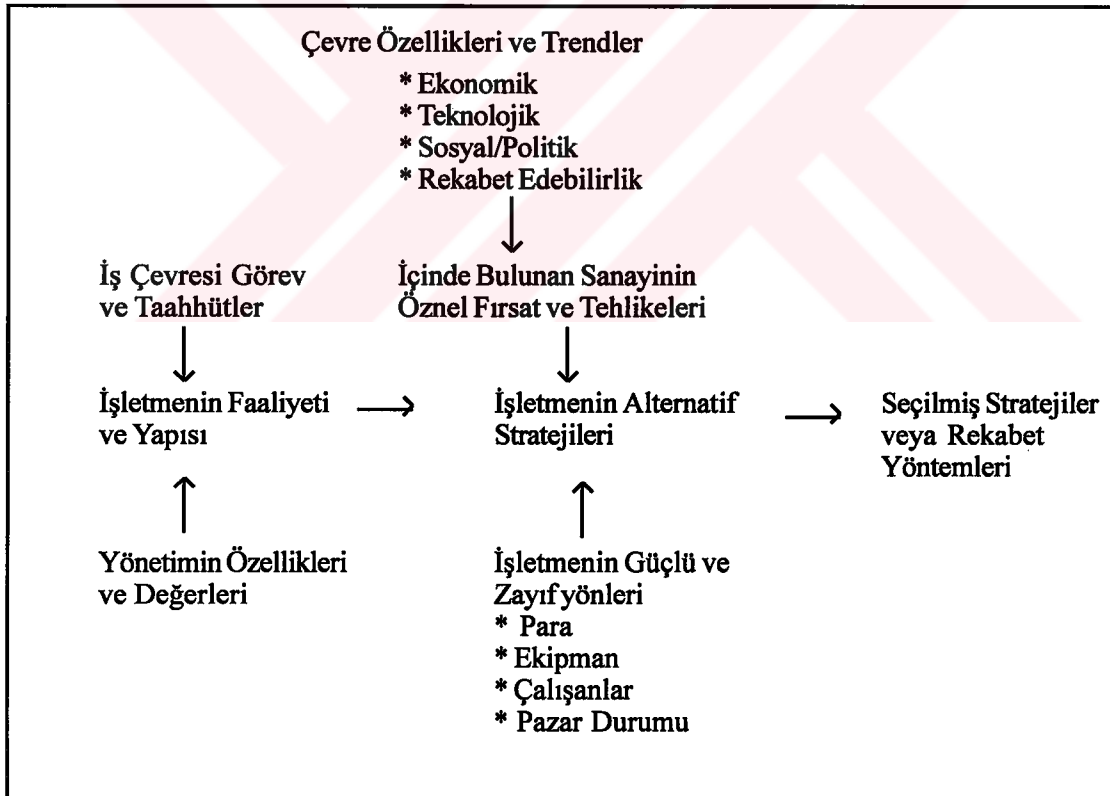 Çevre Özellikleri ve Trendler
* Ekonomik
* Teknolojik
* Sosyal/Politik
* Rekabet Edebilirlik
İş Çevresi Görev
ve Taahhütler
İçinde Bulunan Sanayinin
Öznel Fırsat ve Tehlikeleri
İşletmenin Faaliyeti
ve Yapısı
İşletmenin Alternatif
Stratejileri
Seçilmiş Stratejiler
veya Rekabet
Yöntemleri
Yönetimin Özellikleri
ve Değerleri
İşletmenin Güçlü ve
Zayıf yönleri
* Para
* Ekipman
* Çalışanlar
* Pazar Durumu